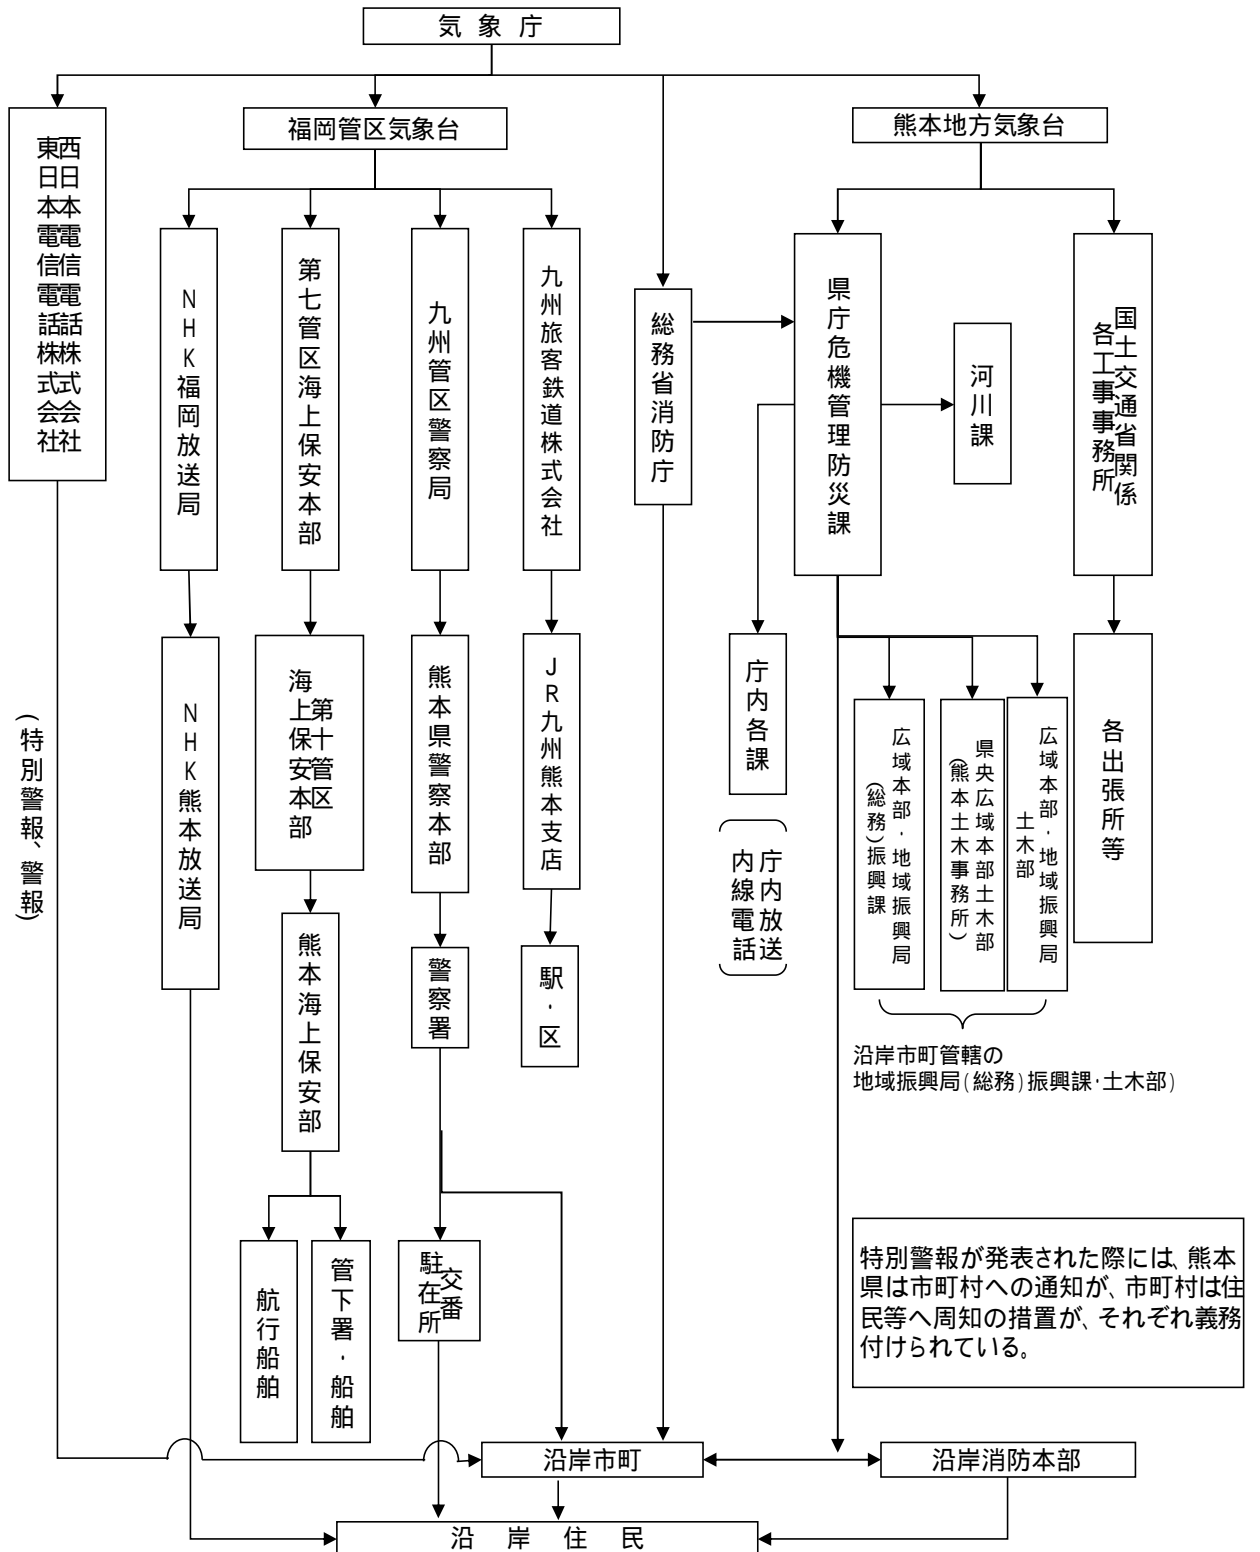 気象庁
福岡管区気象台
熊本地方気象台
西日本電信電話株式会社
東日本電信電話株式会社
NHK福岡放送局
第七管区海上保安本部
九州管区警察局
九州旅客鉄道株式会社
総務省消防庁
県庁危機管理防災課
河川課
国土交通省関係
各工事事務所
NHK熊本放送局
第十管区
海上保安本部
熊本県警察本部
JR九州熊本支店
庁内各課
庁内放送
内線電話
広域本部・地域振興局
(総務)振興課
県央広域本部土木部
(熊本土木事務所)
広域本部・地域振興局
土木部
各出張所等
(特別警報、警報)
熊本海上保安部
警察署
駅・区
沿岸市町管轄の
地域振興局(総務)振興課・土木部)
航行船舶
管下署・船舶
交番
駐在所
特別警報が発表された際には、熊本
県は市町村への通知が、市町村は住
民等へ周知の措置が、それぞれ義務
付けられている。
沿岸市町
沿岸消防本部
沿岸住民